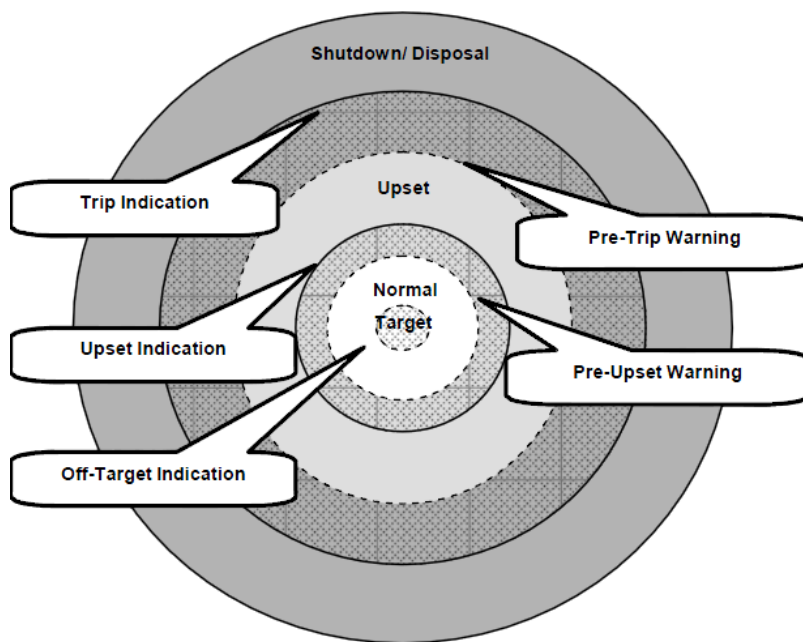 Shutdown/ Disposal
Trip Indication
Upset
Pre-Trip Warning
Normal
Target
Upset Indication
Pre-Upset Warning
Off-Target Indication